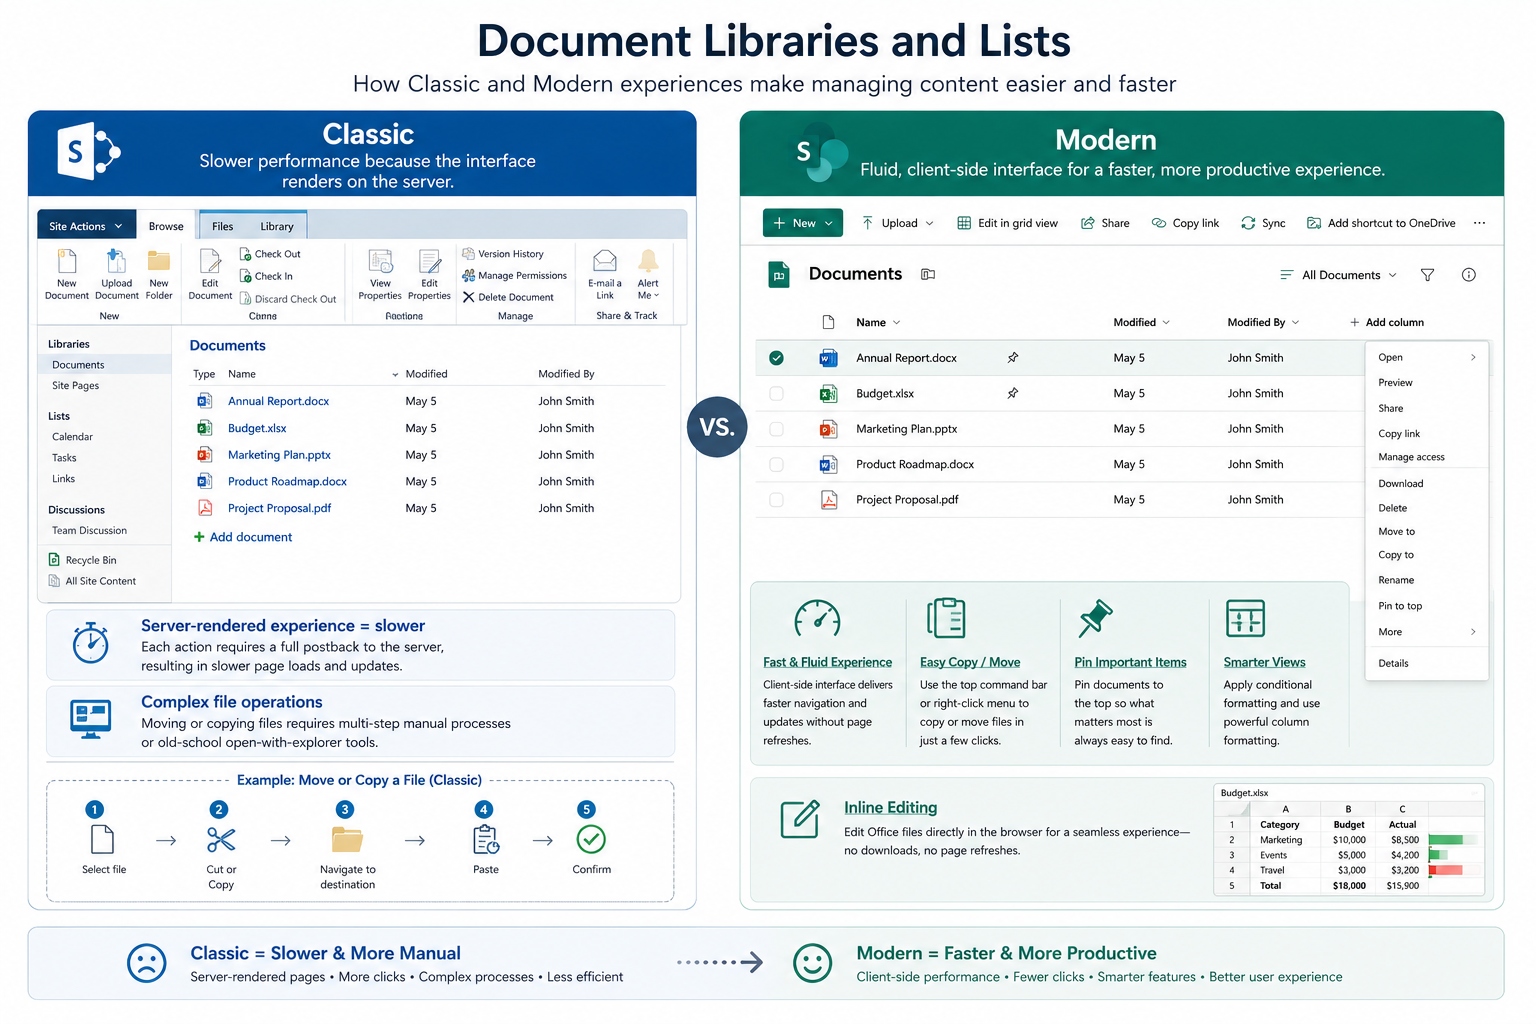 Document Libraries and Lists
How Classic and Modern experiences make managing content easier and faster
S
Classic
Slower performance because the interface
renders on the server.
Site Actions
Browse
Files
Library
New
Document
Upload
Document
New
Folder
New
Edit
Document
Check Out
Check In
Discard Check Out
View
Properties
Edit
Properties
Version History
Manage Permissions
Delete Document
Manage
E-mail a
Link
Alert
Me
Share & Track
Libraries
Documents
Site Pages
Lists
Calendar
Tasks
Links
Discussions
Team Discussion
Recycle Bin
All Site Content
Documents
Type Name Modified Modified By
Annual Report.docx May 5 John Smith
Budget.xlsx May 5 John Smith
Marketing Plan.pptx May 5 John Smith
Product Roadmap.docx May 5 John Smith
Project Proposal.pdf May 5 John Smith
+ Add document
Server-rendered experience = slower
Each action requires a full postback to the server,
resulting in slower page loads and updates.
Complex file operations
Moving or copying files requires multi-step manual processes
or old-school open-with-explorer tools.
Example: Move or Copy a File (Classic)
1
Select file
2
Cut or
Copy
3
Navigate to
destination
4
Paste
5
Confirm
VS.
S
Modern
Fluid, client-side interface for a faster, more productive experience.
+ New
Upload
Edit in grid view
Share
Copy link
Sync
Add shortcut to OneDrive
...
Documents
All Documents
Name Modified Modified By + Add column
Annual Report.docx May 5 John Smith
Budget.xlsx May 5 John Smith
Marketing Plan.pptx May 5 John Smith
Product Roadmap.docx May 5 John Smith
Project Proposal.pdf May 5 John Smith
Open
Preview
Share
Copy link
Manage access
Download
Delete
Move to
Copy to
Rename
Pin to top
More
Details
Fast & Fluid Experience
Client-side interface delivers
faster navigation and
updates without page
refreshes.
Easy Copy / Move
Use the top command bar
or right-click menu to
copy or move files in
just a few clicks.
Pin Important Items
Pin documents to
the top so what
matters most is
always easy to find.
Smarter Views
Apply conditional
formatting and use
powerful column
formatting.
Inline Editing
Edit Office files directly in the browser for a seamless experience—
no downloads, no page refreshes.
Budget.xlsx
A B C
1 Category Budget Actual
2 Marketing $10,000 $8,500
3 Events $5,000 $4,200
4 Travel $3,000 $3,200
5 Total $18,000 $15,900
Classic = Slower & More Manual
Server-rendered pages • More clicks • Complex processes • Less efficient
Modern = Faster & More Productive
Client-side performance • Fewer clicks • Smarter features • Better user experience